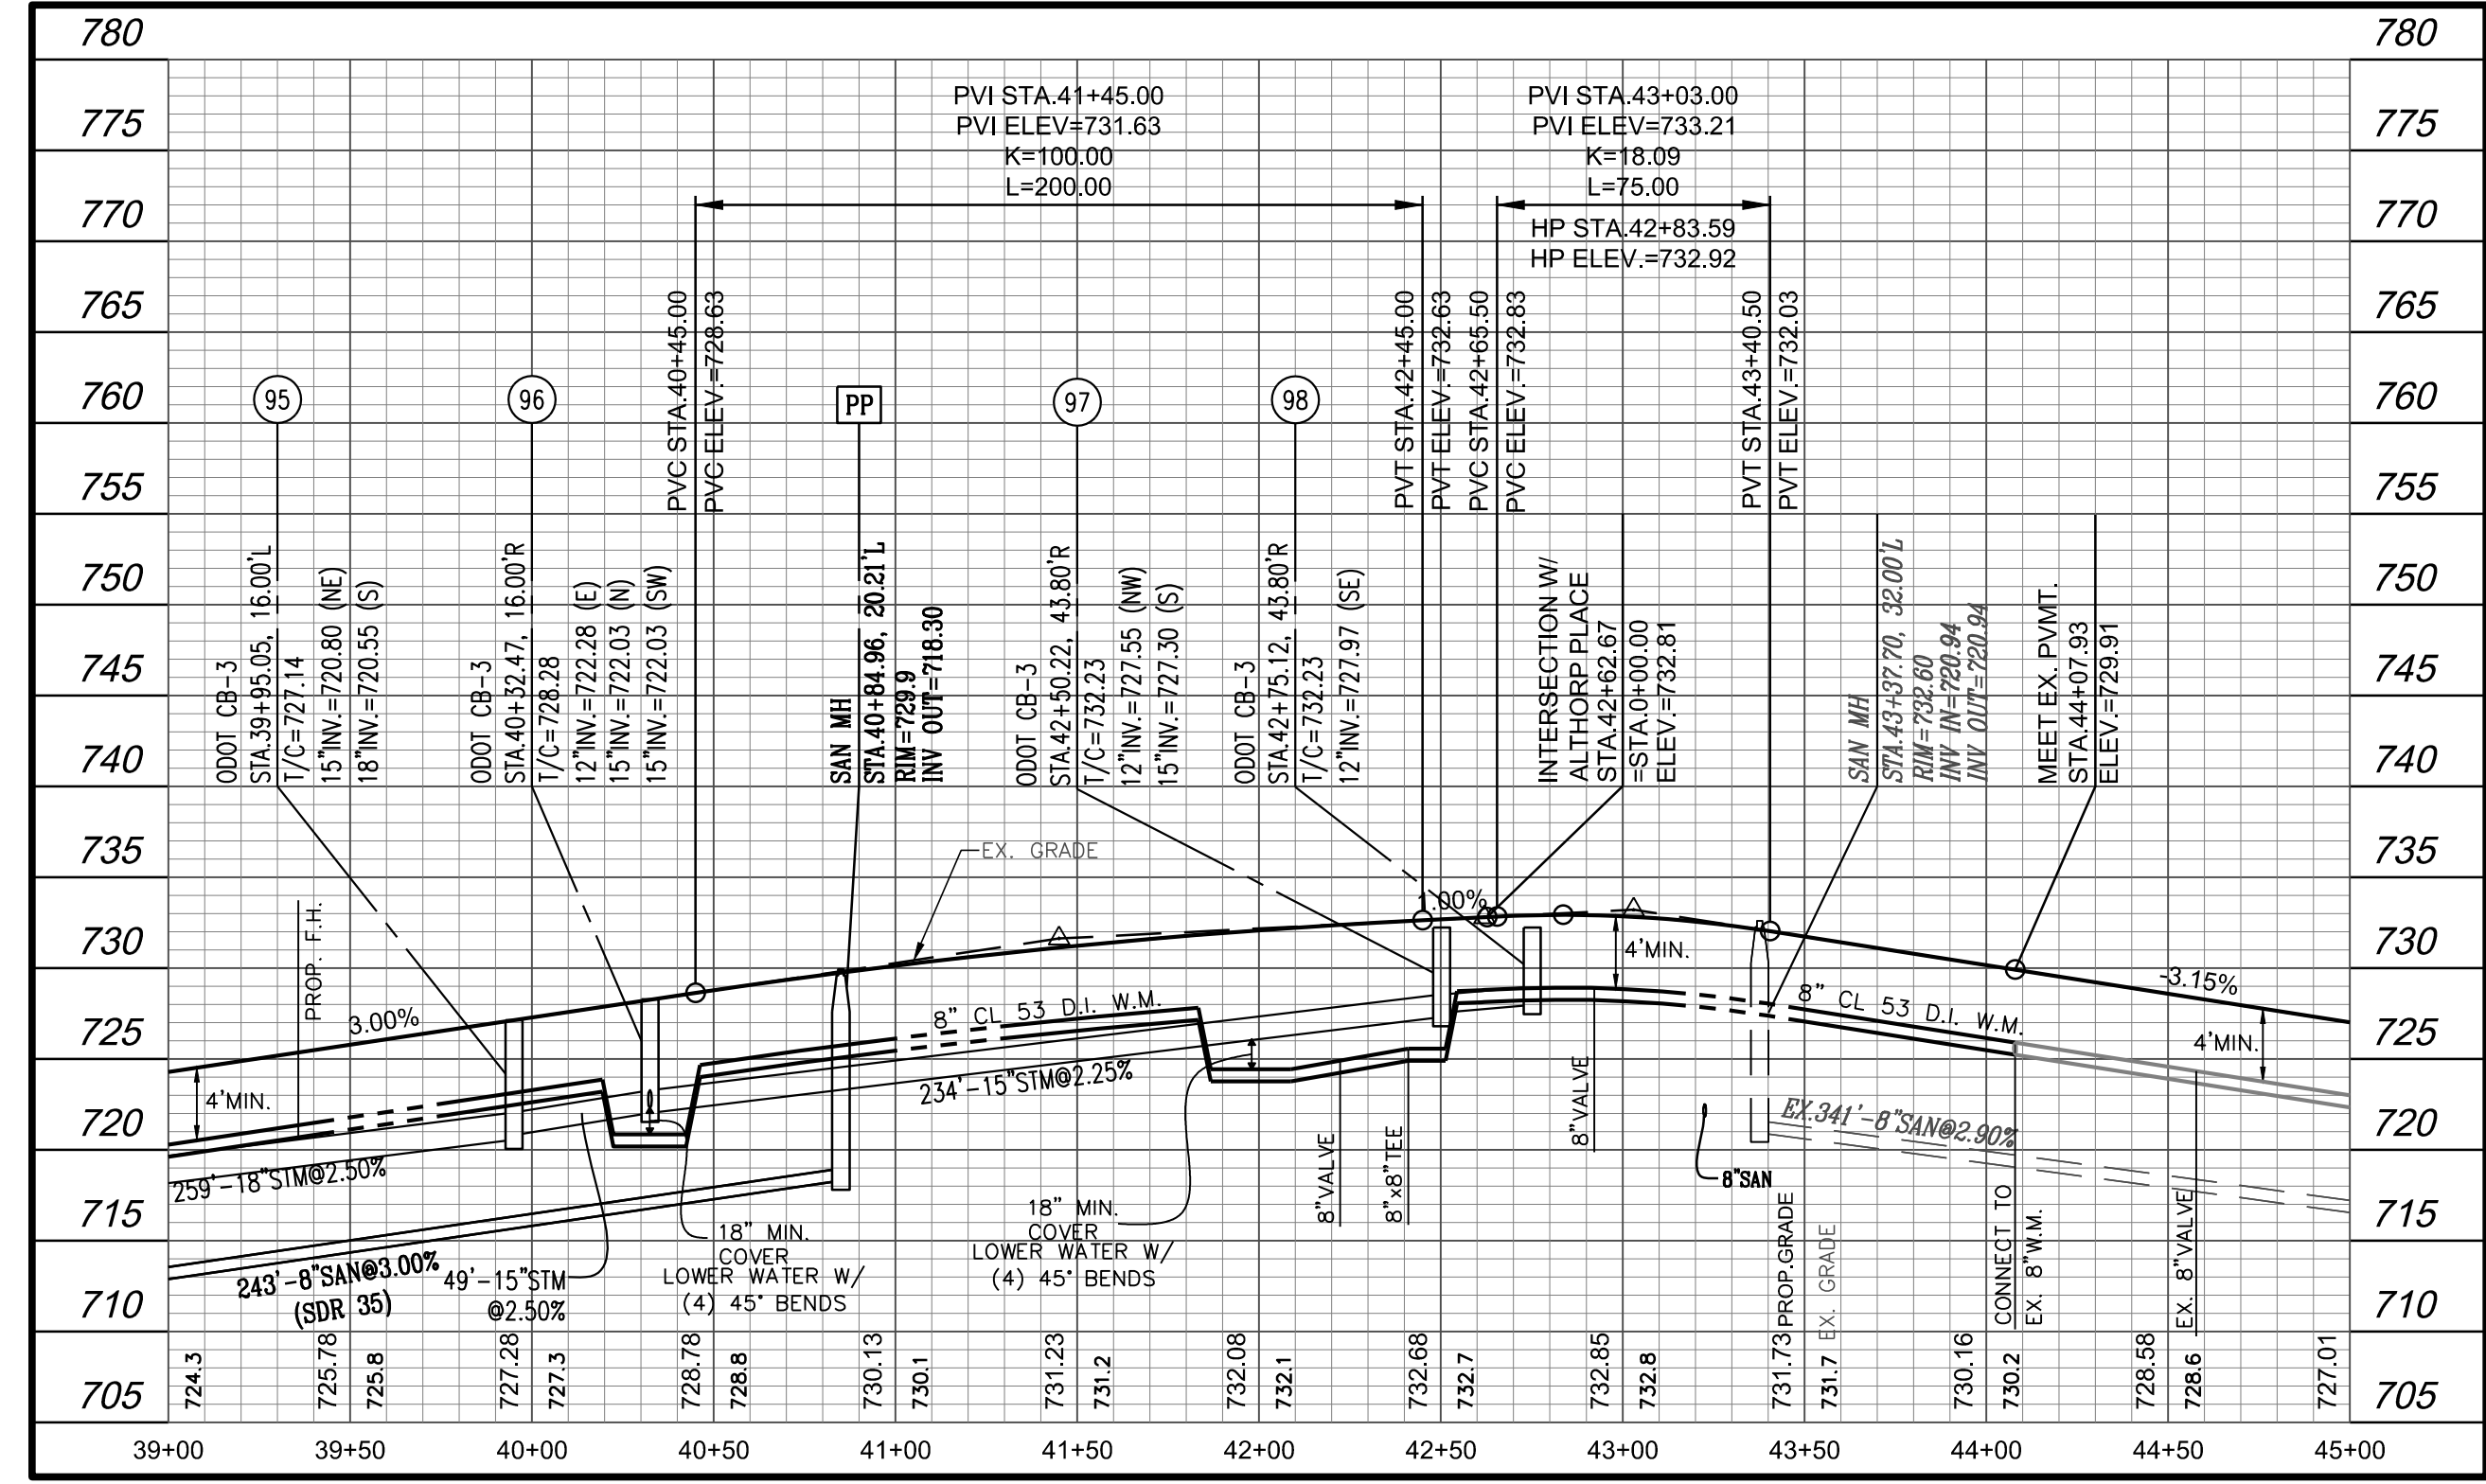 780
780
775
775
770
770
765
765
760
760
755
755
750
750
745
745
740
740
735
735
730
730
725
725
720
720
715
715
710
710
705
705
PVI STA.41+45.00
PVI ELEV=731.63
K=100.00
L=200.00
PVI STA.43+03.00
PVI ELEV=733.21
K=18.09
L=75.00
HP STA.42+83.59
HP ELEV.=732.92
PVC STA.40+45.00
PVC ELEV.=728.63
PVT STA.42+45.00
PVT ELEV.=732.63
PVC STA.42+65.50
PVC ELEV.=732.83
PVT STA.43+40.50
PVT ELEV.=732.03
95
96
PP
97
98
ODOT CB-3
STA.39+95.05, 16.00'L
T/C=727.14
15"INV.=720.80 (NE)
18"INV.=720.55 (S)
ODOT CB-3
STA.40+32.47, 16.00'R
T/C=728.28
12"INV.=722.28 (E)
15"INV.=722.03 (N)
15"INV.=722.03 (SW)
SAN MH
STA.40+84.96, 20.21'L
RIM=729.9
INV OUT=718.30
ODOT CB-3
STA.42+50.22, 43.80'R
T/C=732.23
12"INV.=727.55 (NW)
15"INV.=727.30 (S)
ODOT CB-3
STA.42+75.12, 43.80'R
T/C=732.23
12"INV.=727.97 (SE)
INTERSECTION W/
ALTHORP PLACE
STA.42+62.67
=STA.0+00.00
ELEV.=732.81
SAN MH
STA.43+37.70, 32.00'L
RIM=732.60
INV IN=720.94
INV OUT=720.94
MEET EX. PVMT.
STA.44+07.93
ELEV.=729.91
EX. GRADE
1.00%
PROP. F.H.
3.00%
4'MIN.
8" CL 53 D.I. W.M.
4'MIN.
8" CL 53 D.I. W.M.
-3.15%
4'MIN.
259'-18"STM@2.50%
234'-15"STM@2.25%
243'-8"SAN@3.00%
(SDR 35)
49'-15"STM
@2.50%
18" MIN.
COVER
LOWER WATER W/
(4) 45° BENDS
18" MIN.
COVER
LOWER WATER W/
(4) 45° BENDS
8"VALVE
8"x8"TEE
8"VALVE
8"SAN
EX.341'-8"SAN@2.90%
PROP.GRADE
EX. GRADE
CONNECT TO
EX. 8"W.M.
EX. 8"VALVE
724.3
725.78
725.8
727.28
727.3
728.78
728.8
730.13
730.1
731.23
731.2
732.08
732.1
732.68
732.7
732.85
732.8
731.73
731.7
730.16
730.2
728.58
728.6
727.01
39+00
39+50
40+00
40+50
41+00
41+50
42+00
42+50
43+00
43+50
44+00
44+50
45+00